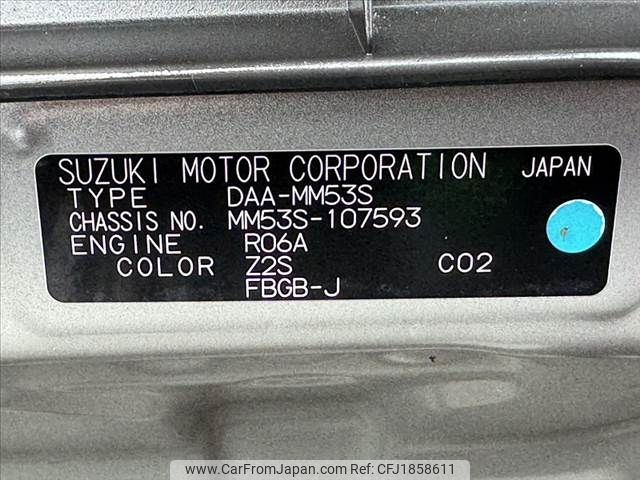 SUZUKI MOTOR CORPORATION JAPAN
TYPE DAA-MM53S
CHASSIS NO. MM53S-107593
ENGINE R06A
COLOR Z2S C02
FBGB-J
www.CarFromJapan.com Ref No: CFJ1858611